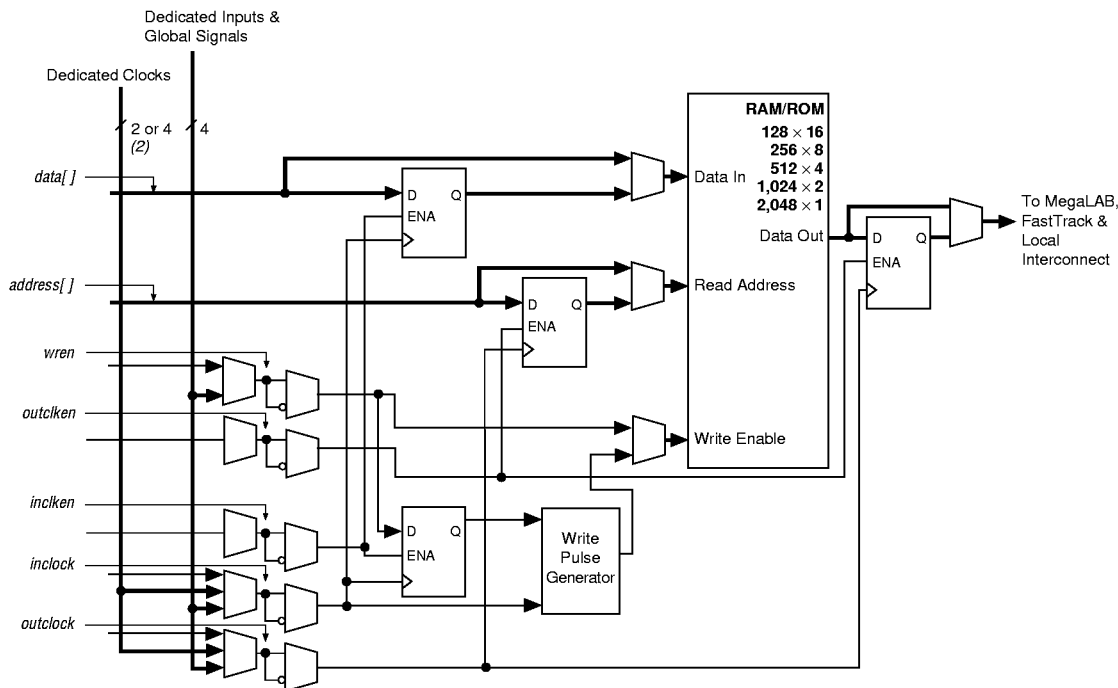 Dedicated Inputs &
Global Signals
Dedicated Clocks
2 or 4
(2)
4
RAM/ROM
128 × 16
256 × 8
512 × 4
1,024 × 2
2,048 × 1
data[ ]
D Q
ENA
Data In
Data Out
D Q
ENA
To MegaLAB,
FastTrack &
Local
Interconnect
address[ ]
D Q
ENA
Read Address
wren
outclken
Write Enable
inclken
D Q
ENA
Write
Pulse
Generator
inclock
outclock